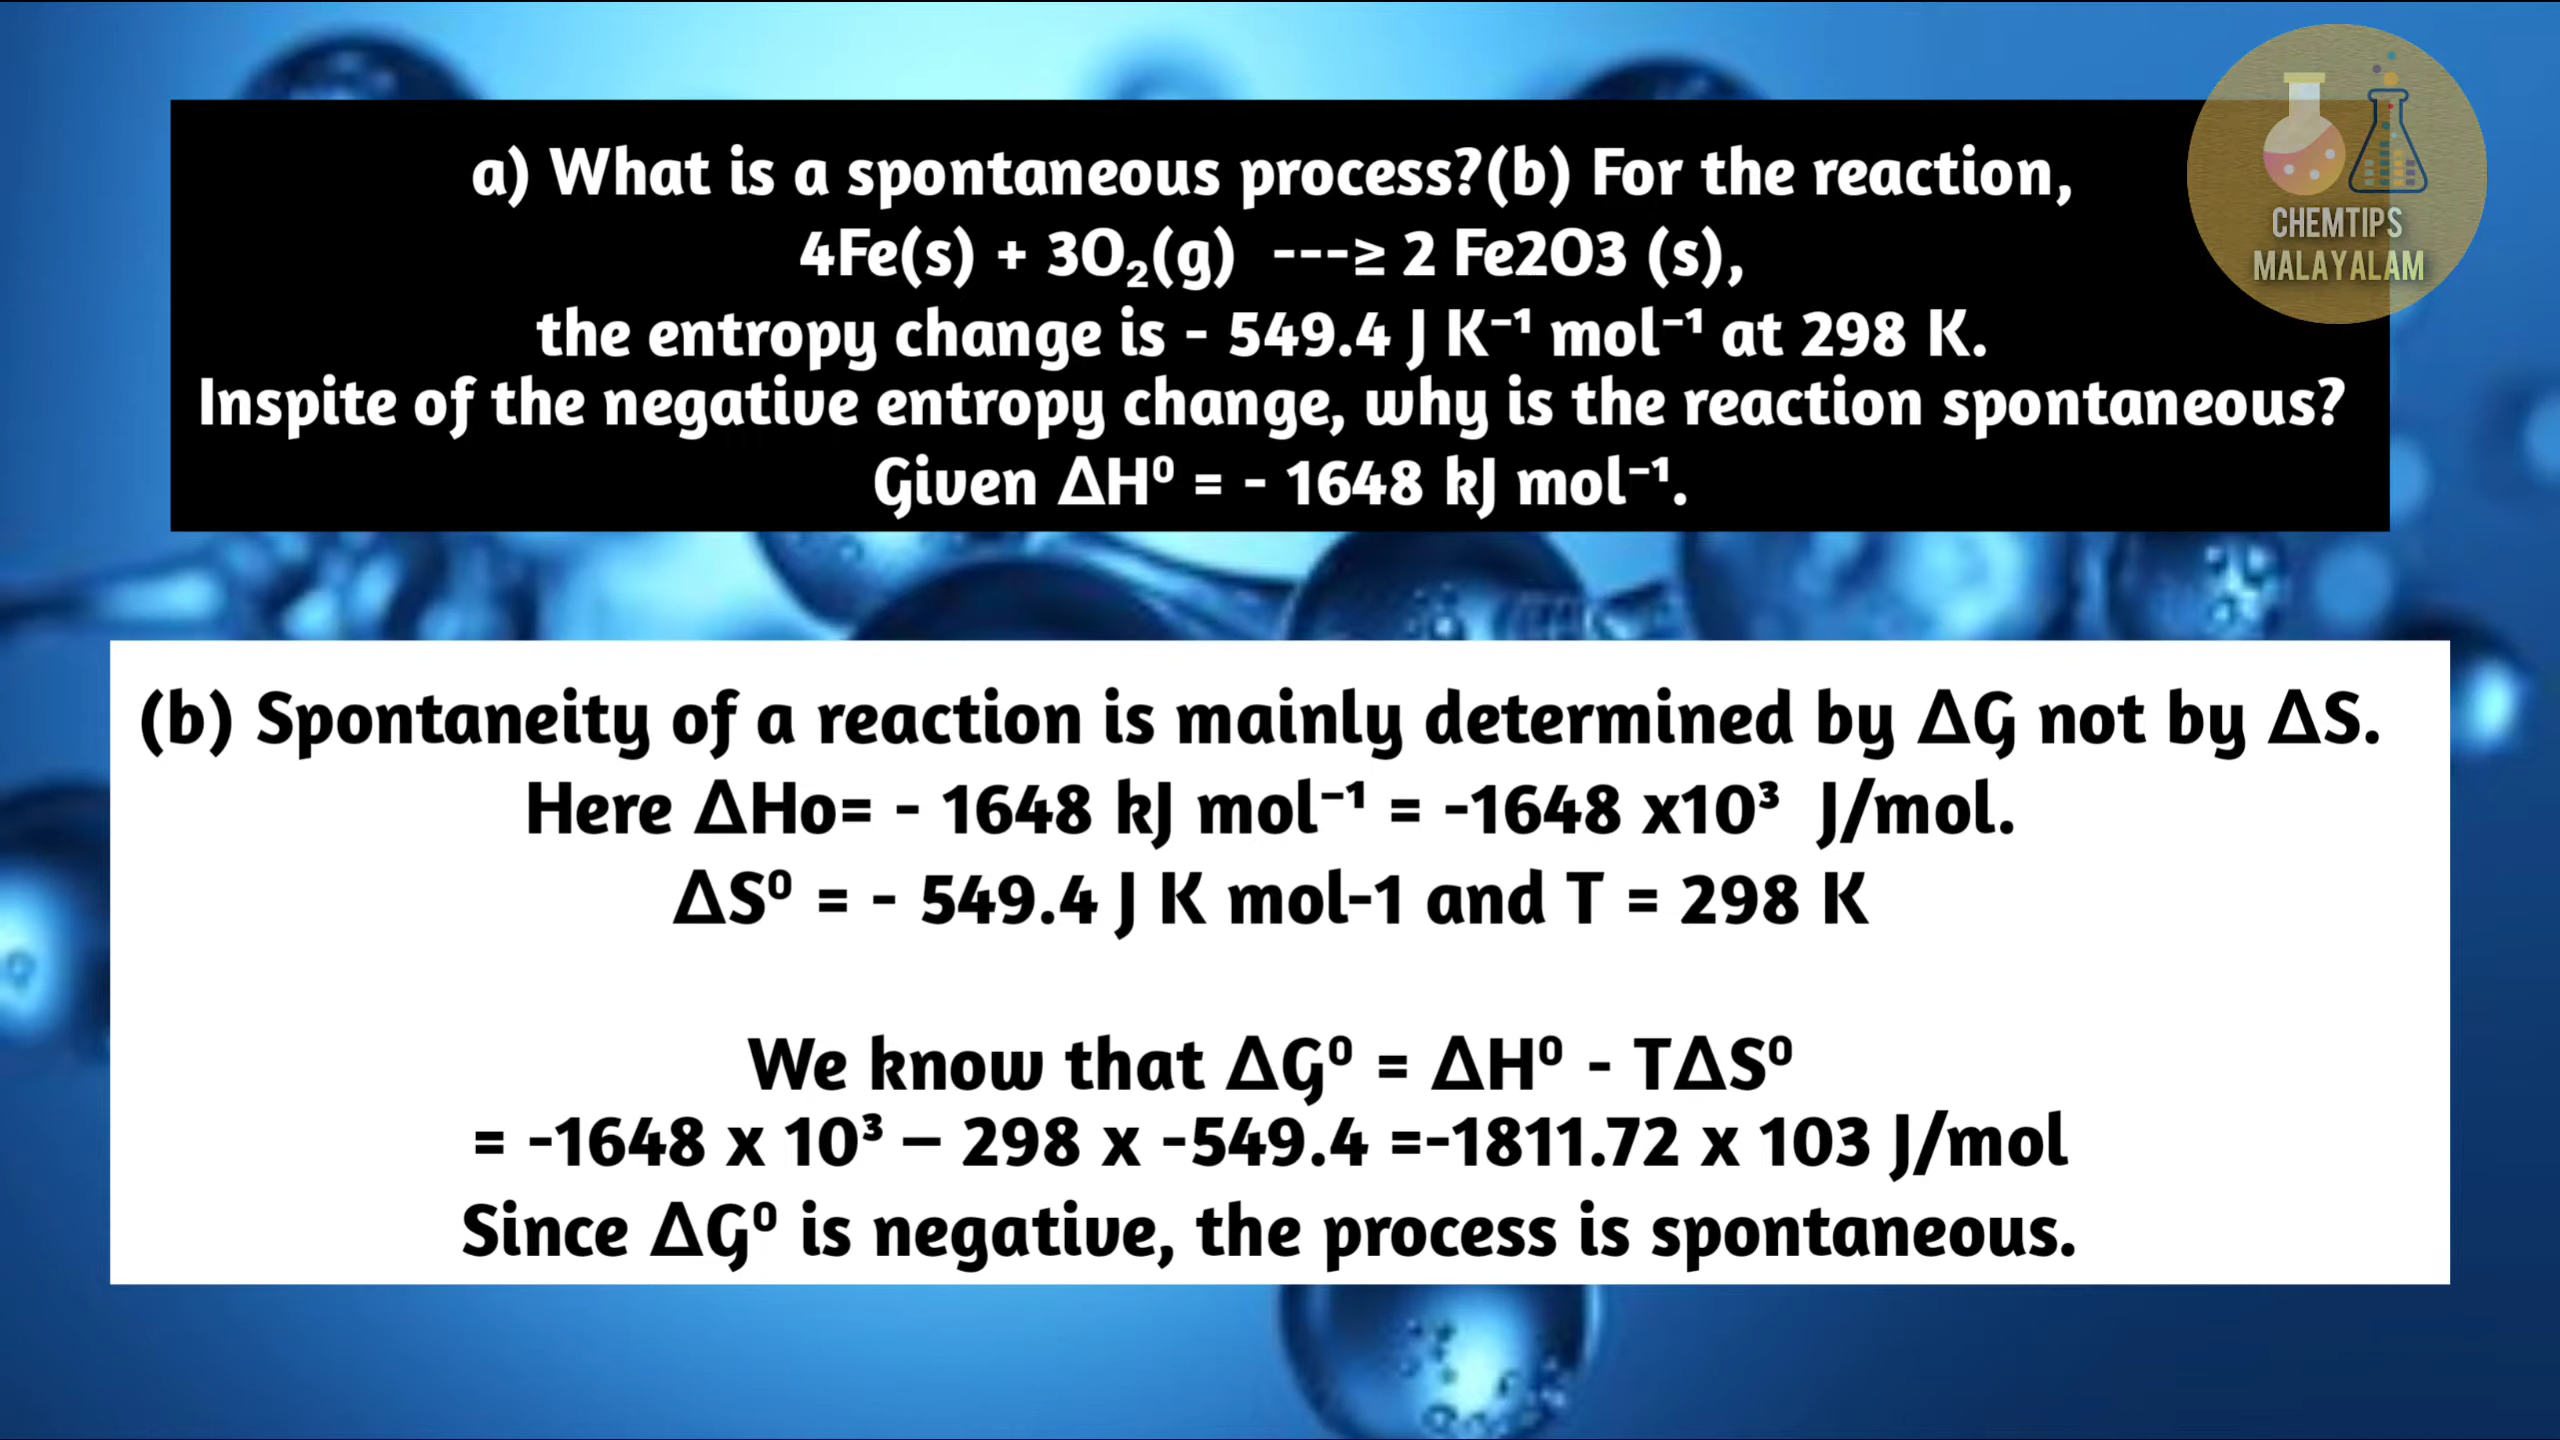 a) What is a spontaneous process?(b) For the reaction,
4Fe(s) + 3O₂(g) ---≥ 2 Fe2O3 (s),
the entropy change is - 549.4 J K⁻¹ mol⁻¹ at 298 K.
Inspite of the negative entropy change, why is the reaction spontaneous?
Given ΔH⁰ = - 1648 kJ mol⁻¹.
CHEMTIPS
MALAYALAM
(b) Spontaneity of a reaction is mainly determined by ΔG not by ΔS.
Here ΔHo= - 1648 kJ mol⁻¹ = -1648 x10³ J/mol.
ΔS⁰ = - 549.4 J K mol-1 and T = 298 K
We know that ΔG⁰ = ΔH⁰ - TΔS⁰
= -1648 x 10³ – 298 x -549.4 =-1811.72 x 103 J/mol
Since ΔG⁰ is negative, the process is spontaneous.